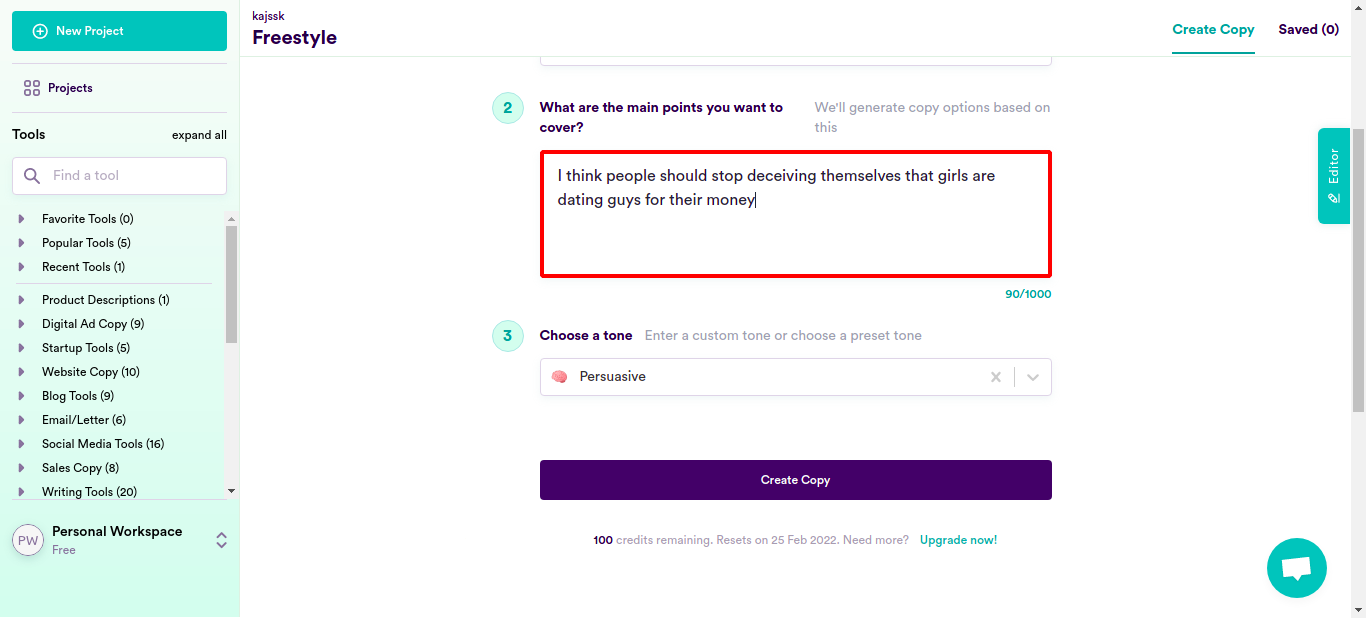 New Project
Projects
Tools
expand all
Find a tool
Favorite Tools (0)
Popular Tools (5)
Recent Tools (1)
Product Descriptions (1)
Digital Ad Copy (9)
Startup Tools (5)
Website Copy (10)
Blog Tools (9)
Email/Letter (6)
Social Media Tools (16)
Sales Copy (8)
Writing Tools (20)
PW
Personal Workspace
Free
kajssk
Freestyle
Create Copy
Saved (0)
2
What are the main points you want to
cover?
We'll generate copy options based on
this
I think people should stop deceiving themselves that girls are
dating guys for their money
90/1000
3
Choose a tone
Enter a custom tone or choose a preset tone
Persuasive
Create Copy
100 credits remaining. Resets on 25 Feb 2022. Need more? Upgrade now!
Editor